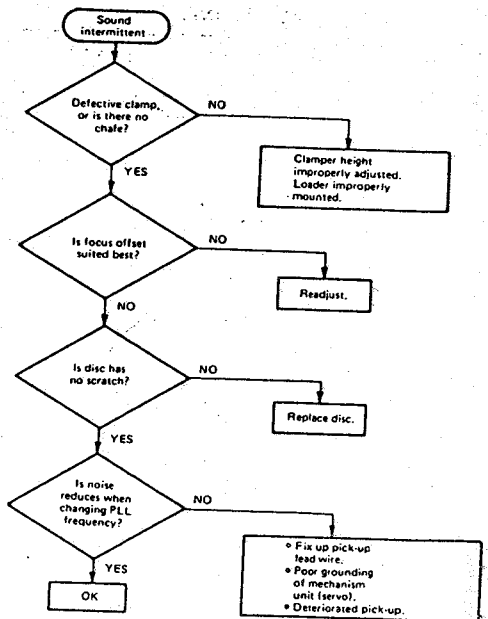 Sound
intermittent
Defective clamp,
or is there no
chafe?
NO
Clamper height
improperly adjusted.
Loader improperly
mounted.
YES
Is focus offset
suited best?
NO
Readjust.
NO
Is disc has
no scratch?
NO
Replace disc.
YES
Is noise
reduces when
changing PLL
frequency?
NO
• Fix up pick-up
lead wire.
• Poor grounding
of mechanism
unit (servo).
• Deteriorated pick-up.
YES
OK